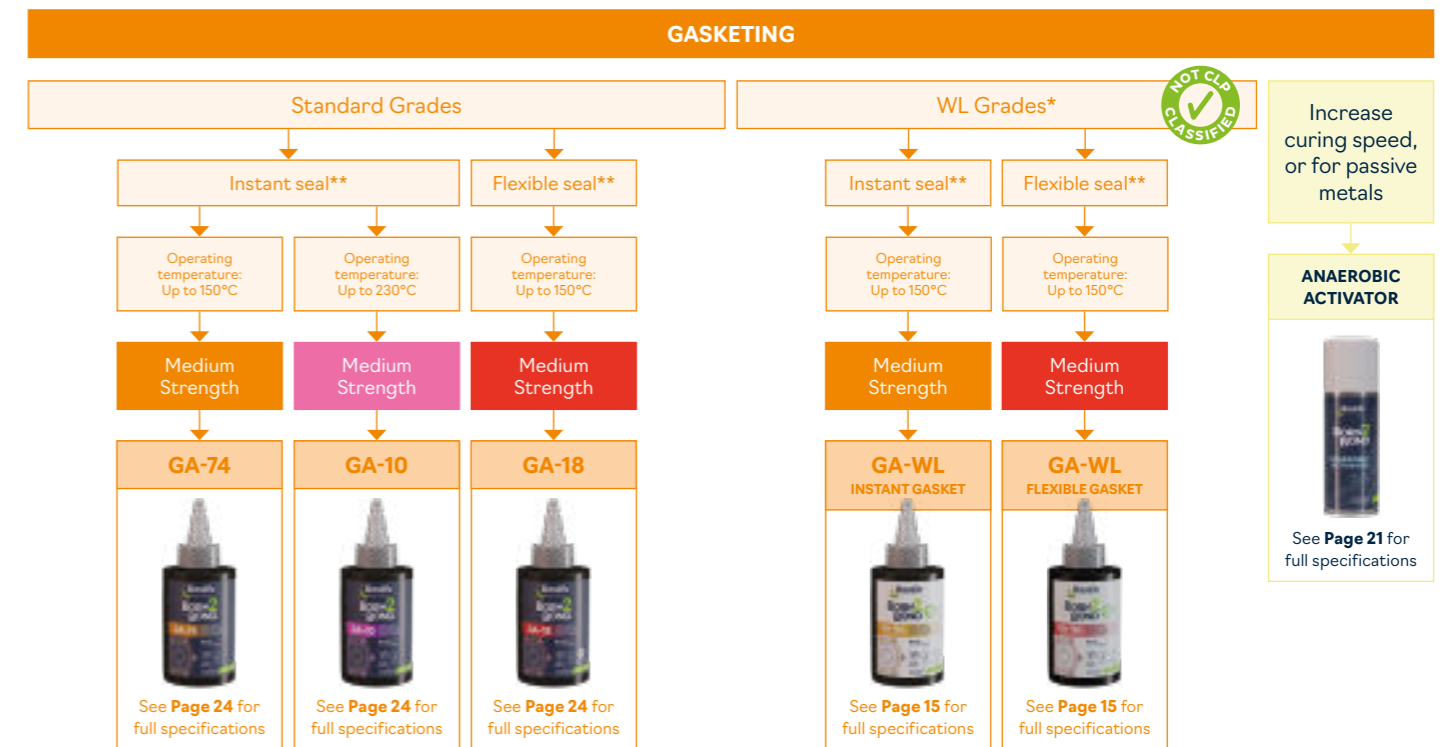 GASKETING
Standard Grades
WL Grades*
NOT CLP
CLASSIFIED
Increase
curing speed,
or for passive
metals
Instant seal**
Flexible seal**
Instant seal**
Flexible seal**
Operating
temperature:
Up to 150°C
Operating
temperature:
Up to 230°C
Operating
temperature:
Up to 150°C
Operating
temperature:
Up to 150°C
Operating
temperature:
Up to 150°C
ANAEROBIC
ACTIVATOR
Medium
Strength
Medium
Strength
Medium
Strength
Medium
Strength
Medium
Strength
GA-74
GA-10
GA-18
GA-WL
INSTANT GASKET
GA-WL
FLEXIBLE GASKET
See Page 21 for
full specifications
See Page 24 for
full specifications
See Page 24 for
full specifications
See Page 24 for
full specifications
See Page 15 for
full specifications
See Page 15 for
full specifications